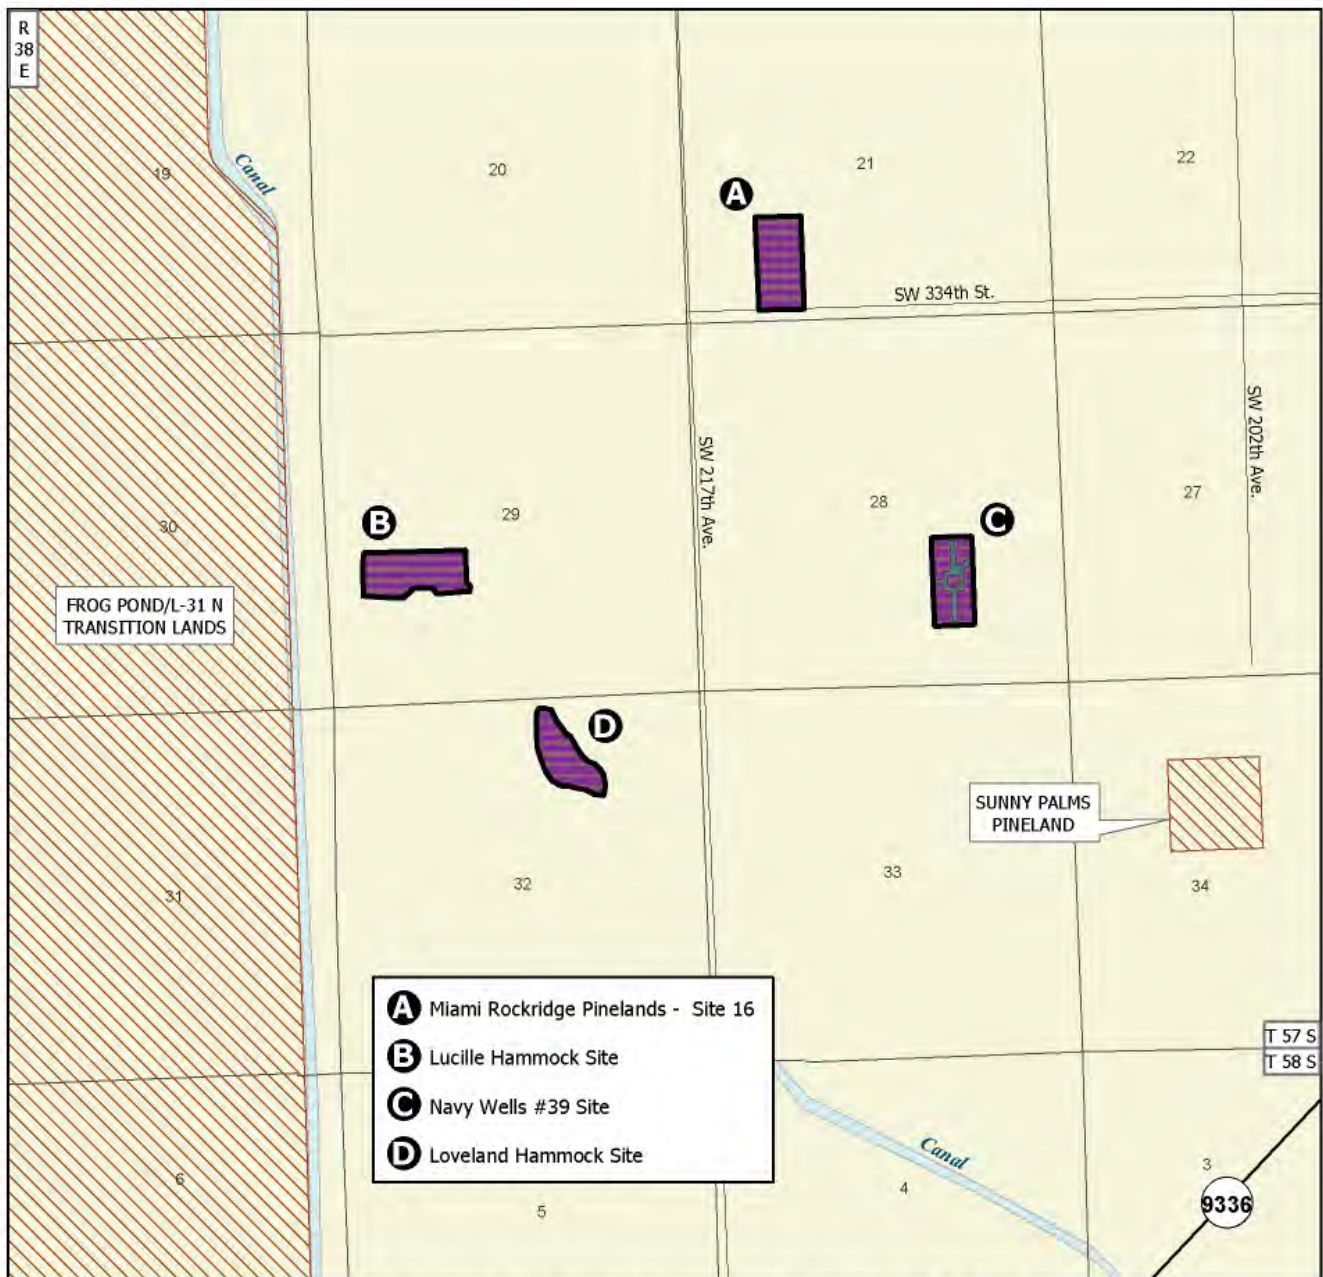 R
38
E
Canal
19
20
21
22
A
SW 334th St.
SW 217th Ave.
SW 202th Ave.
30
29
28
27
B
C
FROG POND/L-31 N
TRANSITION LANDS
D
SUNNY PALMS
PINELAND
31
32
33
34
A Miami Rockridge Pinelands - Site 16
B Lucille Hammock Site
C Navy Wells #39 Site
D Loveland Hammock Site
T 57 S
T 58 S
Canal
6
5
4
3
9336